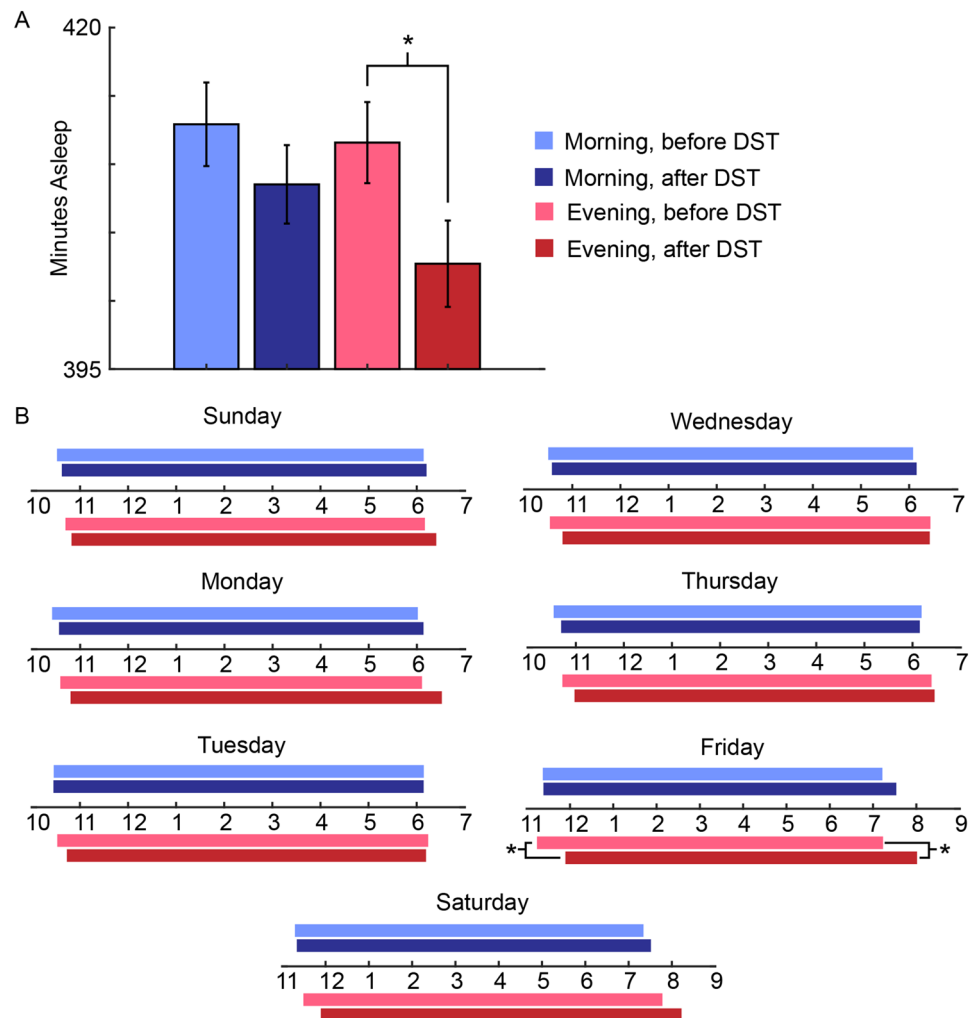 A
420
*
Minutes Asleep
395
Morning, before DST
Morning, after DST
Evening, before DST
Evening, after DST
B
Sunday
10 11 12 1 2 3 4 5 6 7
Wednesday
10 11 12 1 2 3 4 5 6 7
Monday
10 11 12 1 2 3 4 5 6 7
Thursday
10 11 12 1 2 3 4 5 6 7
Tuesday
10 11 12 1 2 3 4 5 6 7
Friday
11 12 1 2 3 4 5 6 7 8 9
* *
Saturday
11 12 1 2 3 4 5 6 7 8 9